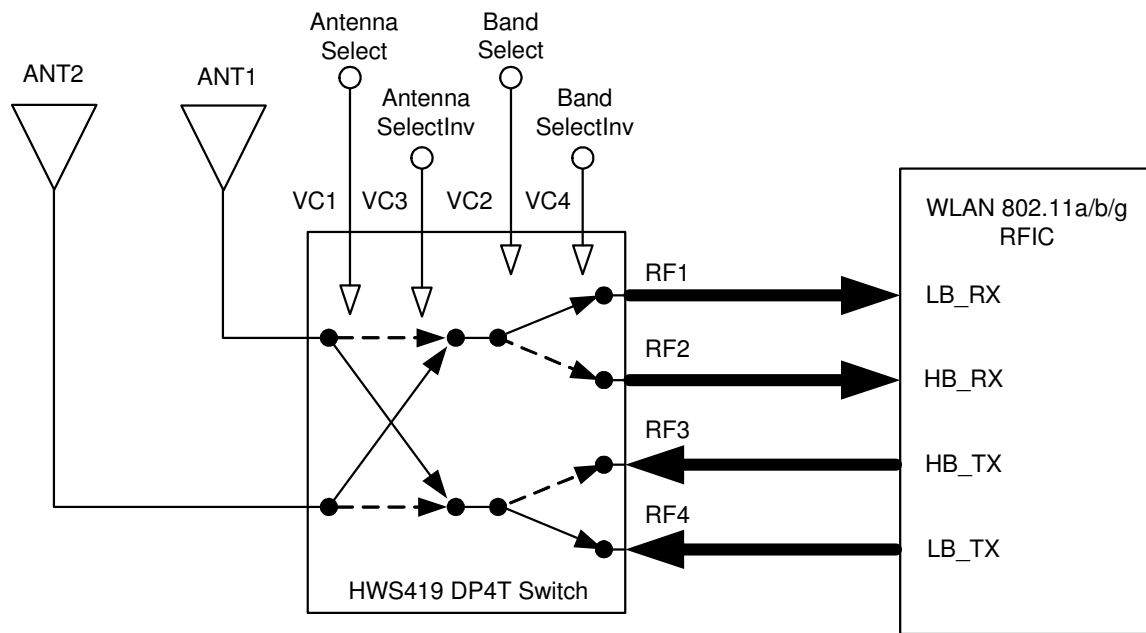 Antenna
Select
Band
Select
ANT2
ANT1
Antenna
SelectInv
Band
SelectInv
VC1
VC3
VC2
VC4
WLAN 802.11a/b/g
RFIC
RF1
LB_RX
RF2
HB_RX
RF3
HB_TX
RF4
LB_TX
HWS419 DP4T Switch